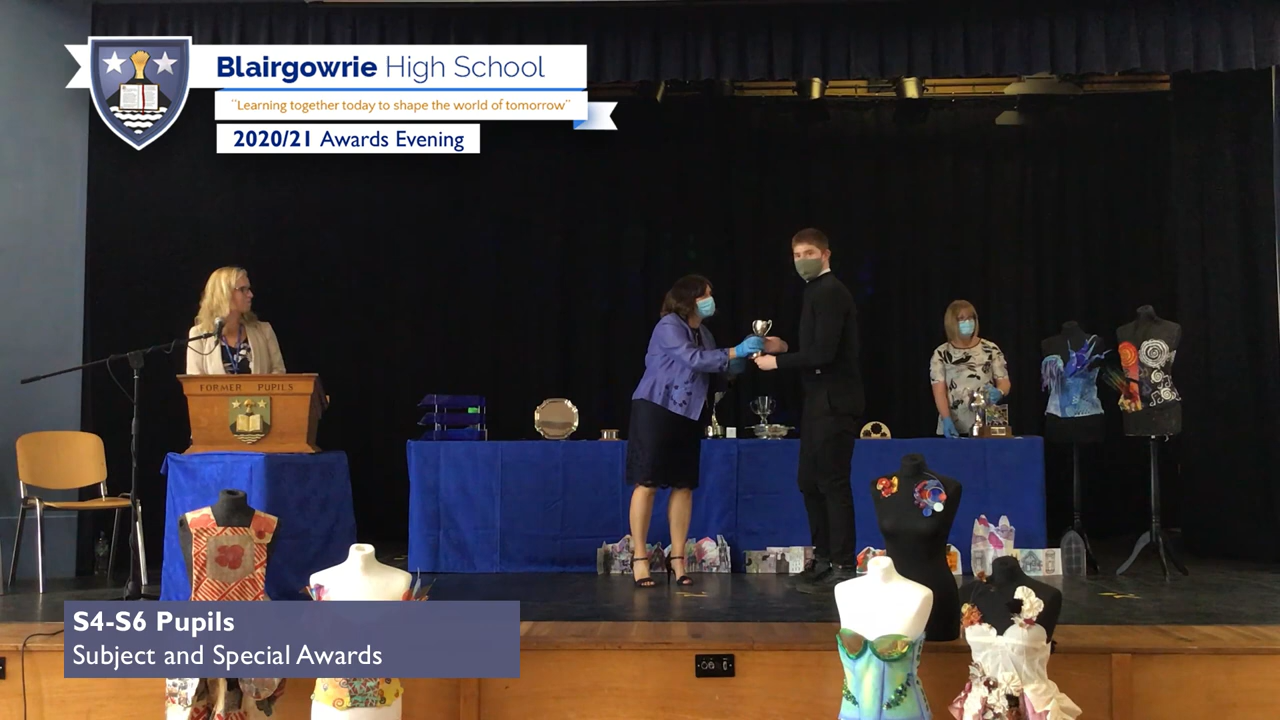 Blairgowrie High School
"Learning together today to shape the world of tomorrow"
2020/21 Awards Evening
FORMER PUPILS
S4-S6 Pupils
Subject and Special Awards